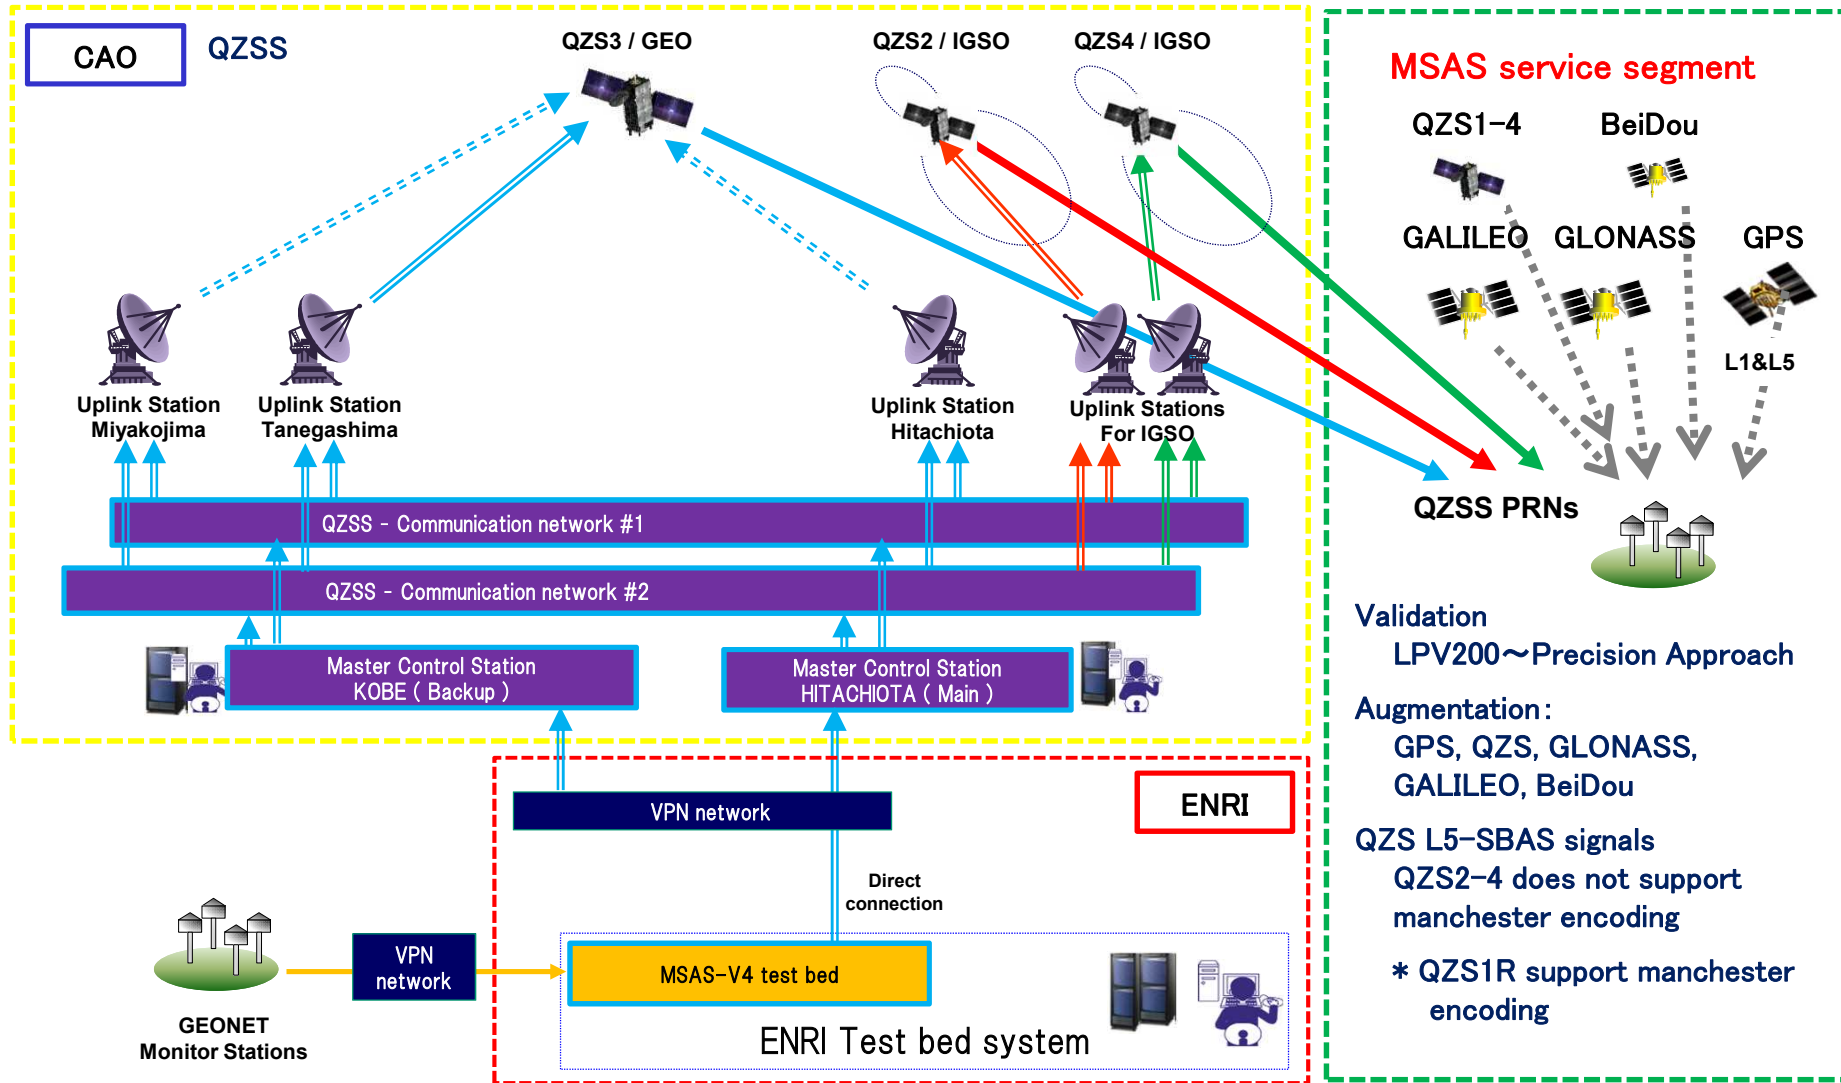 CAO
QZSS
QZS3 / GEO
QZS2 / IGSO
QZS4 / IGSO
Uplink Station
Miyakojima
Uplink Station
Tanegashima
Uplink Station
Hitachiota
Uplink Stations
For IGSO
QZSS - Communication network #1
QZSS - Communication network #2
Master Control Station
KOBE ( Backup )
Master Control Station
HITACHIOTA ( Main )
VPN network
ENRI
Direct
connection
VPN
network
MSAS-V4 test bed
GEONET
Monitor Stations
ENRI Test bed system
MSAS service segment
QZS1-4
BeiDou
GALILEO
GLONASS
GPS
L1&L5
QZSS PRNs
Validation
LPV200～Precision Approach
Augmentation：
GPS, QZS, GLONASS,
GALILEO, BeiDou
QZS L5-SBAS signals
QZS2-4 does not support
manchester encoding
* QZS1R support manchester
encoding